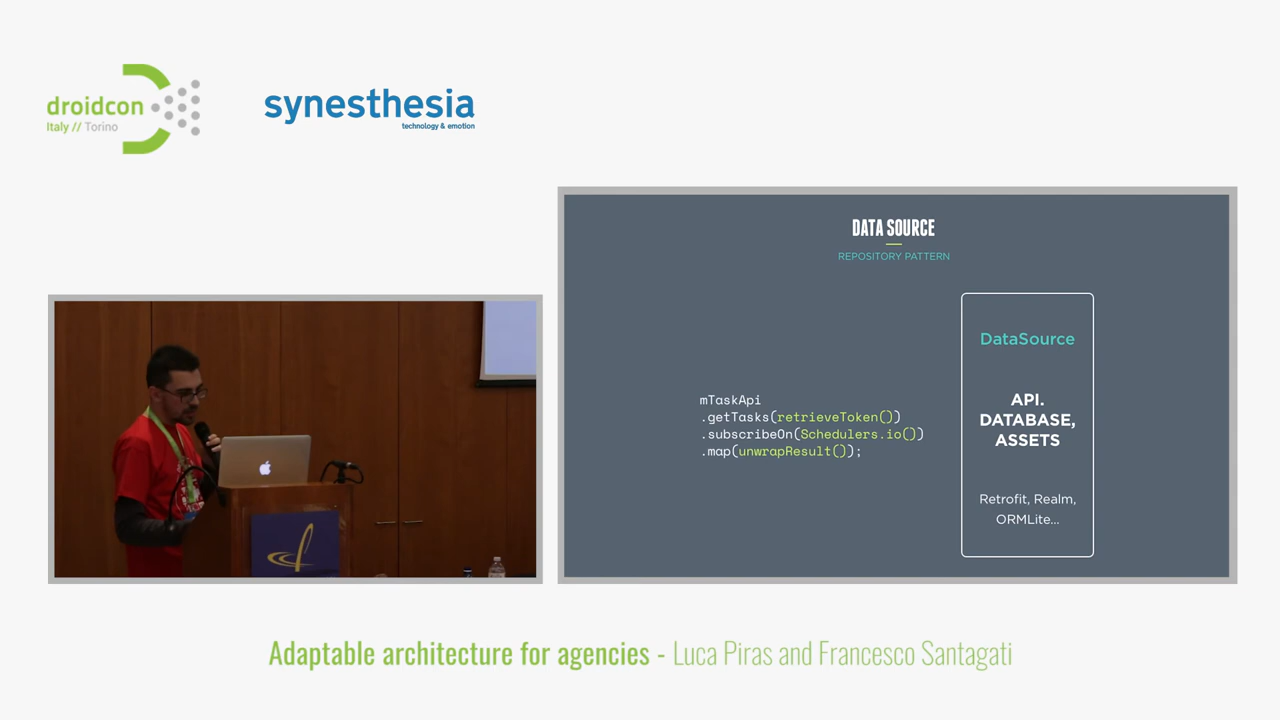 droidcon
Italy // Torino
synesthesia
technology & emotion
DATA SOURCE
REPOSITORY PATTERN
mTaskApi
.getTasks(retrieveToken())
.subscribeOn(Schedulers.io())
.map(unwrapResult());
DataSource
API.
DATABASE,
ASSETS
Retrofit, Realm,
ORMLite...
Adaptable architecture for agencies - Luca Piras and Francesco Santagati